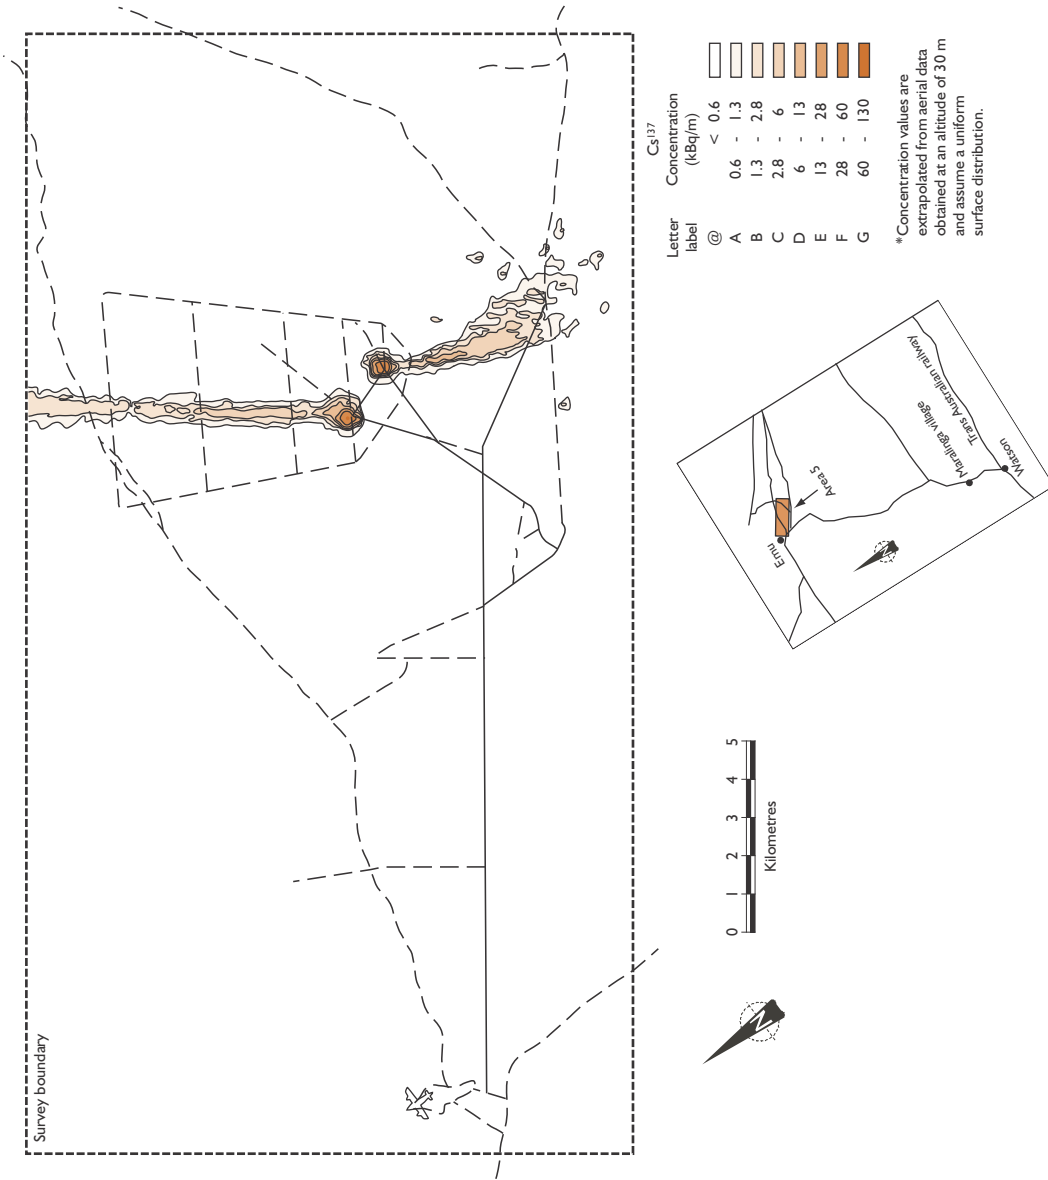 Survey boundary
Cs137
Letter label
Concentration (kBq/m)
@ < 0.6
A 0.6 - 1.3
B 1.3 - 2.8
C 2.8 - 6
D 6 - 13
E 13 - 28
F 28 - 60
G 60 - 130
*Concentration values are
extrapolated from aerial data
obtained at an altitude of 30 m
and assume a uniform
surface distribution.
0 1 2 3 4 5
Kilometres
N
Emu
Area 5
Maralinga village
Trans Australian railway
Watson
N